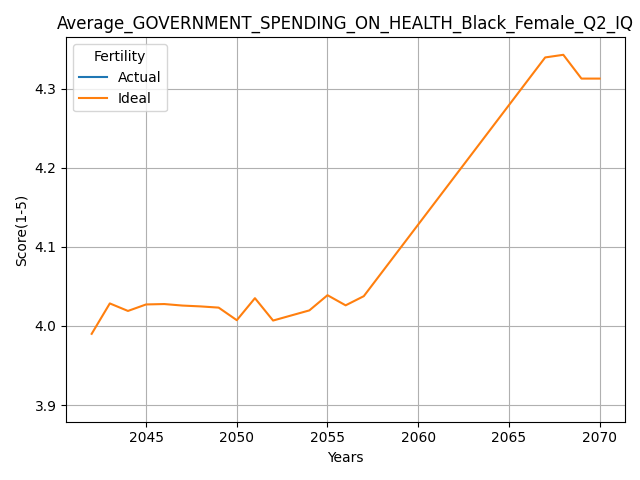 Average_GOVERNMENT_SPENDING_ON_HEALTH_Black_Female_Q2_IQ
Fertility
Actual
Ideal
4.3
4.2
4.1
4.0
3.9
Score(1-5)
2045 2050 2055 2060 2065 2070
Years